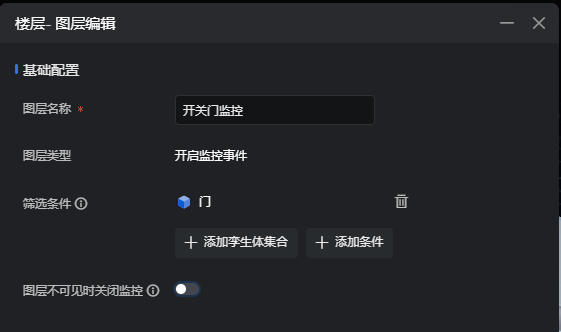 楼层- 图层编辑
基础配置
图层名称 *
开关门监控
图层类型
开启监控事件
筛选条件
门
添加孪生体集合
添加条件
图层不可见时关闭监控